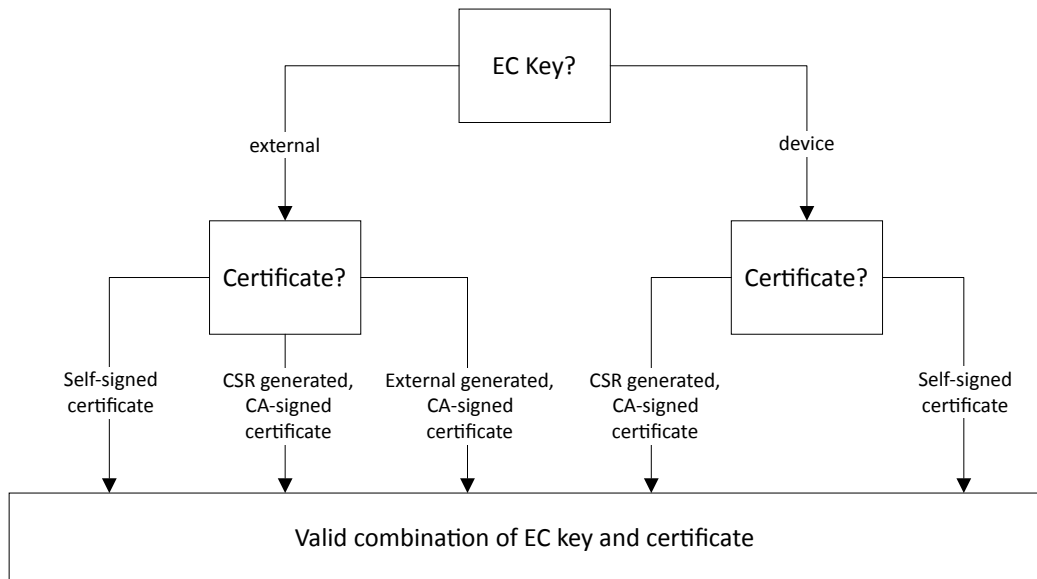 EC Key?
external
device
Certificate?
Certificate?
Self-signed
certificate
CSR generated,
CA-signed
certificate
External generated,
CA-signed
certificate
CSR generated,
CA-signed
certificate
Self-signed
certificate
Valid combination of EC key and certificate